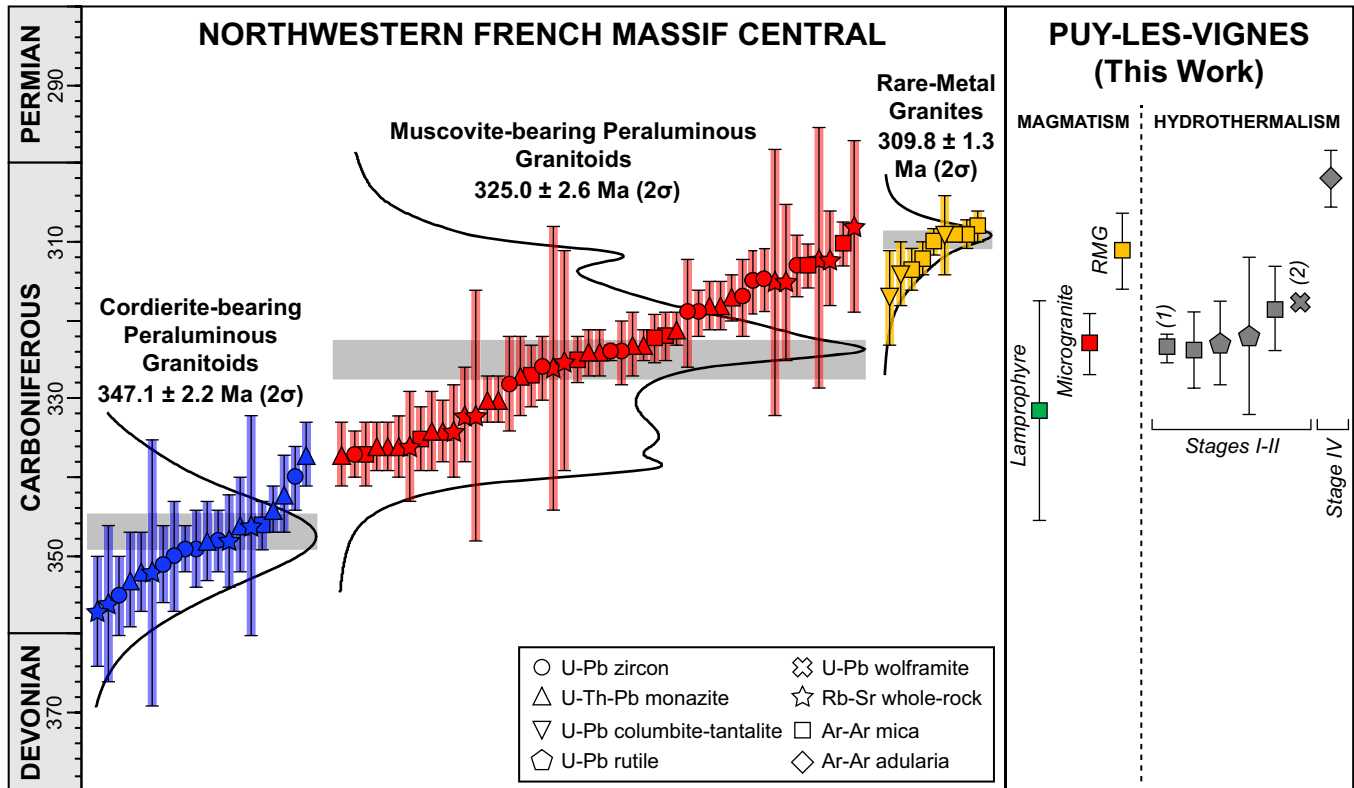 NORTHWESTERN FRENCH MASSIF CENTRAL
PUY-LES-VIGNES
(This Work)
PERMIAN
CARBONIFEROUS
DEVONIAN
290
310
330
350
370
Cordierite-bearing
Peraluminous
Granitoids
347.1 ± 2.2 Ma (2σ)
Muscovite-bearing Peraluminous
Granitoids
325.0 ± 2.6 Ma (2σ)
Rare-Metal
Granites
309.8 ± 1.3
Ma (2σ)
MAGMATISM
HYDROTHERMALISM
Lamprophyre
Microgranite
RMG
(1)
(2)
Stages I-II
Stage IV
U-Pb zircon
U-Th-Pb monazite
U-Pb columbite-tantalite
U-Pb rutile
U-Pb wolframite
Rb-Sr whole-rock
Ar-Ar mica
Ar-Ar adularia